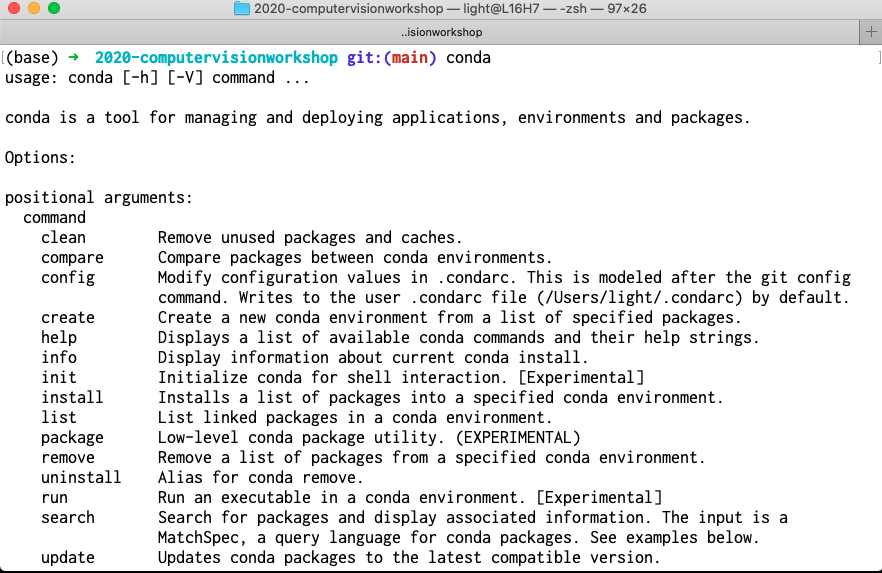 2020-computervisionworkshop — light@L16H7 — -zsh — 97×26
..isionworkshop
(base) ➜  2020-computervisionworkshop git:(main) conda
usage: conda [-h] [-V] command ...

conda is a tool for managing and deploying applications, environments and packages.

Options:

positional arguments:
  command
    clean        Remove unused packages and caches.
    compare      Compare packages between conda environments.
    config       Modify configuration values in .condarc. This is modeled after the git config
                 command. Writes to the user .condarc file (/Users/light/.condarc) by default.
    create       Create a new conda environment from a list of specified packages.
    help         Displays a list of available conda commands and their help strings.
    info         Display information about current conda install.
    init         Initialize conda for shell interaction. [Experimental]
    install      Installs a list of packages into a specified conda environment.
    list         List linked packages in a conda environment.
    package      Low-level conda package utility. (EXPERIMENTAL)
    remove       Remove a list of packages from a specified conda environment.
    uninstall    Alias for conda remove.
    run          Run an executable in a conda environment. [Experimental]
    search       Search for packages and display associated information. The input is a
                 MatchSpec, a query language for conda packages. See examples below.
    update       Updates conda packages to the latest compatible version.